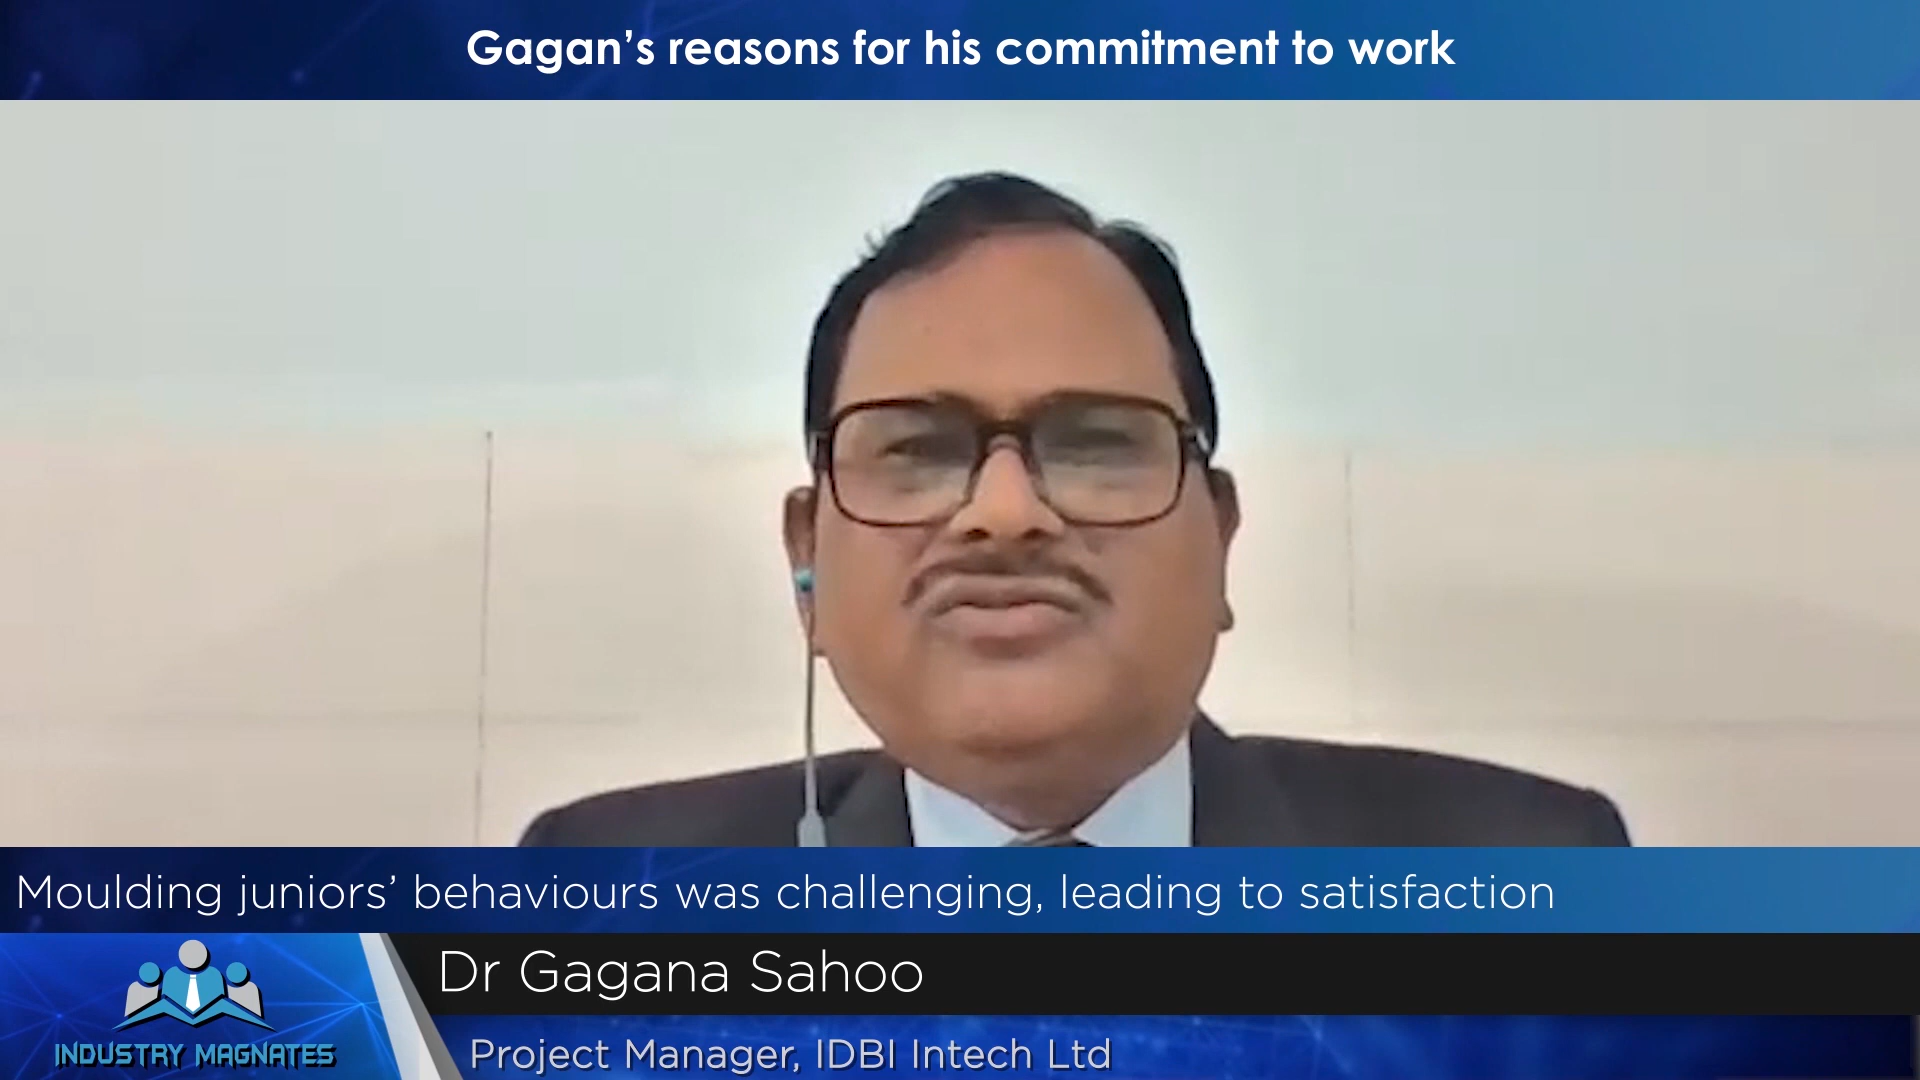 Gagan’s reasons for his commitment to work
Moulding juniors’ behaviours was challenging, leading to satisfaction
Dr Gagana Sahoo
INDUSTRY MAGNATES
Project Manager, IDBI Intech Ltd